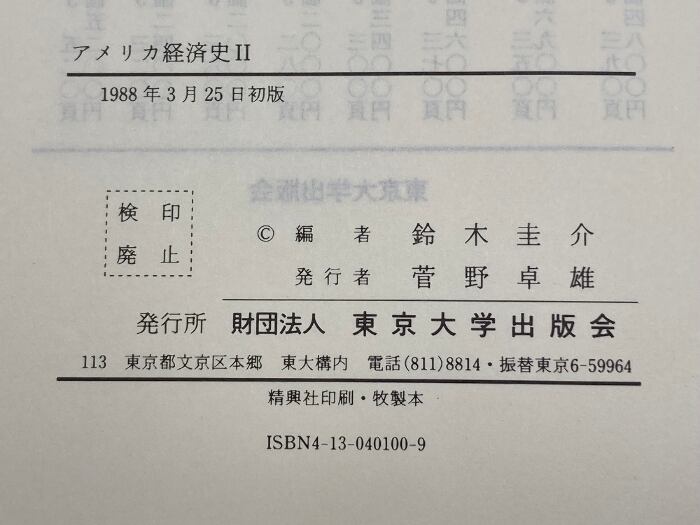 アメリカ経済史II
1988年3月25日初版
検印
廃止
© 編者 鈴木圭介
発行者 菅野卓雄
発行所 財団法人 東京大学出版会
113 東京都文京区本郷 東大構内 電話(811)8814・振替東京6-59964
精興社印刷・牧製本
ISBN4-13-040100-9